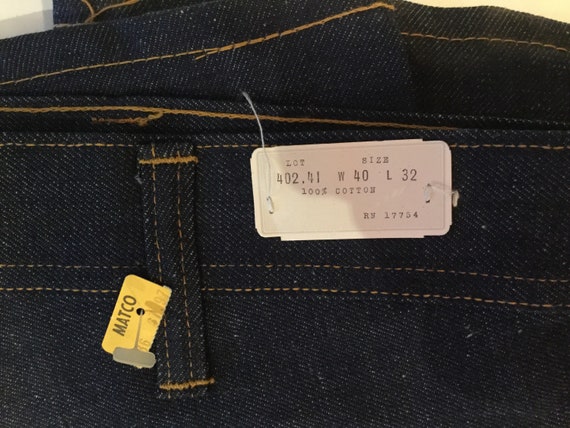 LOT SIZE
402.41 W 40 L 32
100% COTTON
RN 17754
MATCO